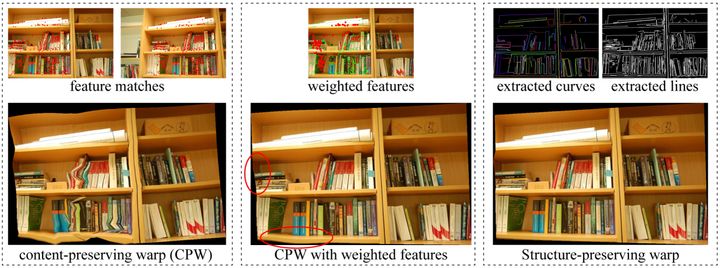 feature matches
weighted features
extracted curves
extracted lines
content-preserving warp (CPW)
CPW with weighted features
Structure-preserving warp